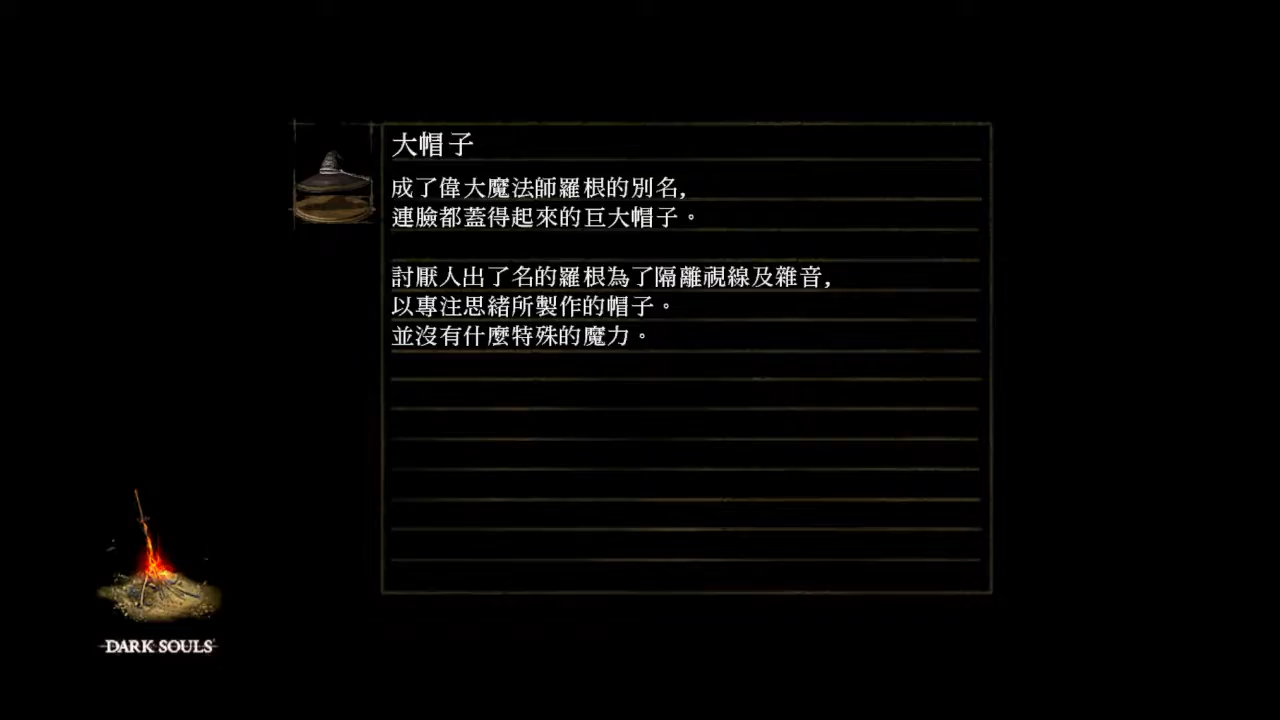 大帽子
成了偉大魔法師羅根的別名,
連臉都蓋得起來的巨大帽子。
討厭人出了名的羅根為了隔離視線及雜音,
以專注思緒所製作的帽子。
並沒有什麼特殊的魔力。
DARK SOULS